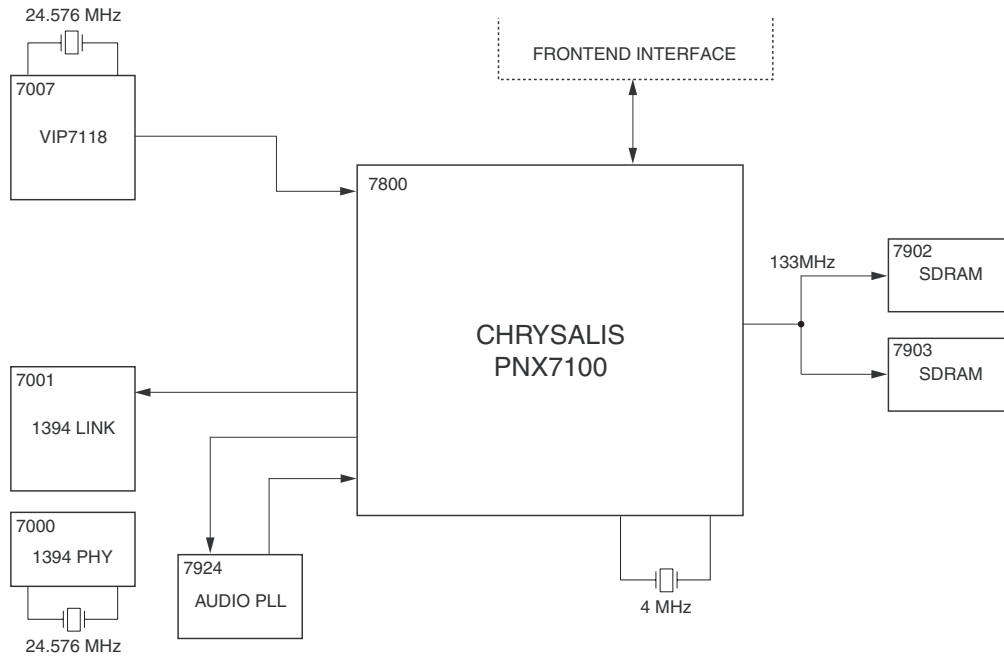 24.576 MHz
7007
VIP7118
FRONTEND INTERFACE
7800
CHRYSALIS
PNX7100
133MHz
7902
SDRAM
7903
SDRAM
7001
1394 LINK
7000
1394 PHY
24.576 MHz
7924
AUDIO PLL
4 MHz